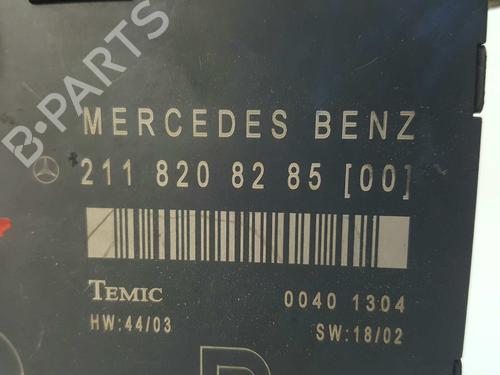 B-PARTS
MERCEDES BENZ
211 820 82 85 [00]
TEMIC
0040 1304
HW:44/03
SW:18/02